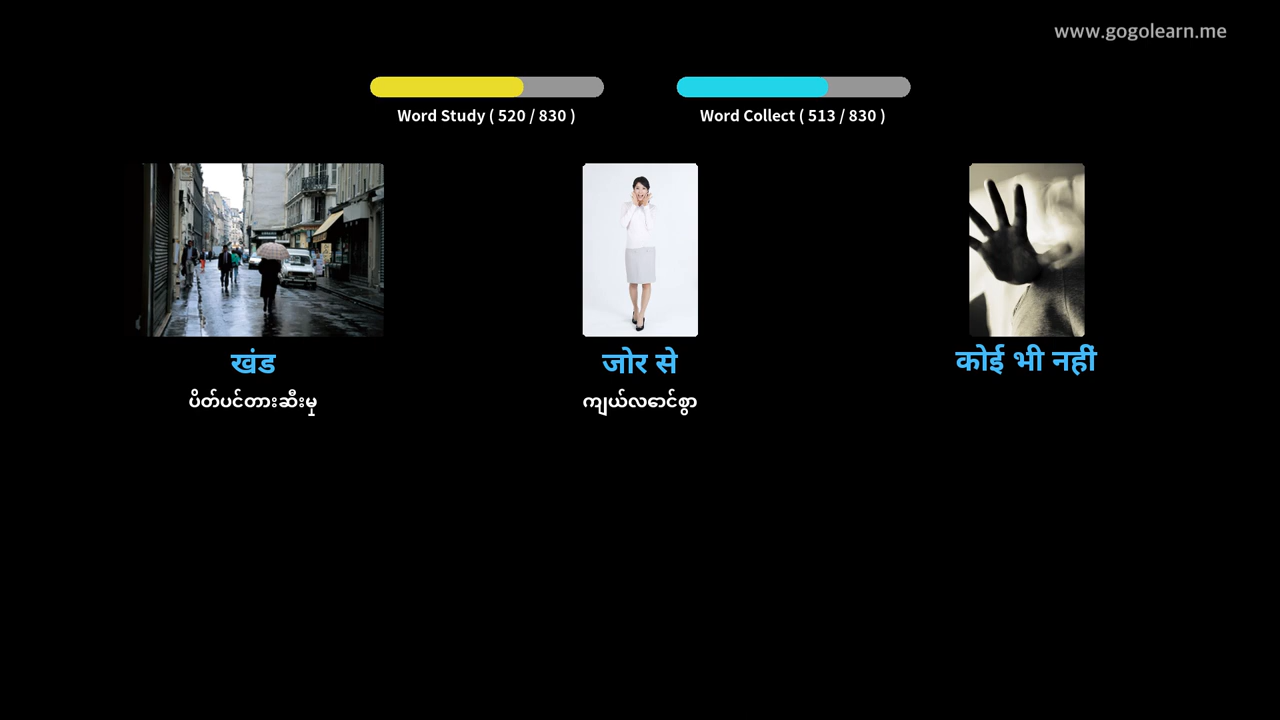 www.gogolearn.me
Word Study ( 520 / 830 )
Word Collect ( 513 / 830 )
खंड
जोर से
कोई भी नहीं
ပိတ်ပင်တားဆီးမှု
ကျယ်လောင်စွာ